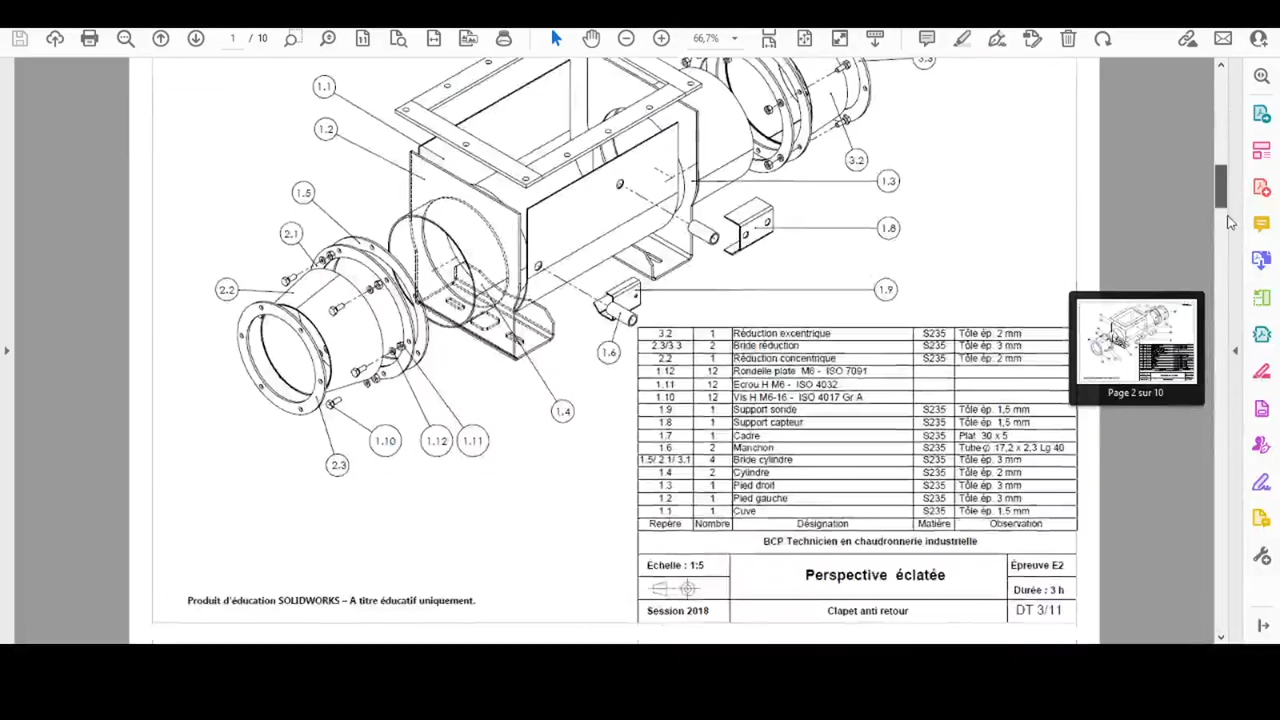 1 / 10
66,7%
3.3
1.1
1.2
3.2
1.3
1.5
1.8
2.1
2.2
1.9
1.6
1.4
1.10
1.12
1.11
2.3
3.2 1 Réduction excentrique S235 Tôle ép. 2 mm
2.3/3.3 2 Bride réduction S235 Tôle ép. 3 mm
2.2 1 Réduction concentrique S235 Tôle ép. 2 mm
1.12 12 Rondelle plate M6 - ISO 7091
1.11 12 Ecrou H M6 - ISO 4032
1.10 12 Vis H M6-16 - ISO 4017 Gr A
1.9 1 Support sonde S235 Tôle ép. 1,5 mm
1.8 1 Support capteur S235 Tôle ép. 1,5 mm
1.7 1 Cadre S235 Plat 30 x 5
1.6 2 Manchon S235 Tube⌀ 17,2 x 2,3 Lg 40
1.5/ 2.1/ 3.1 4 Bride cylindre S235 Tôle ép. 3 mm
1.4 2 Cylindre S235 Tôle ép. 2 mm
1.3 1 Pied droit S235 Tôle ép. 3 mm
1.2 1 Pied gauche S235 Tôle ép. 3 mm
1.1 1 Cuve S235 Tôle ép. 1.5 mm
Repère Nombre Désignation Matière Observation
BCP Technicien en chaudronnerie industrielle
Echelle : 1:5
Perspective éclatée
Épreuve E2
Durée : 3 h
Session 2018
Clapet anti retour
DT 3/11
Produit d'éducation SOLIDWORKS – A titre éducatif uniquement.
Page 2 sur 10